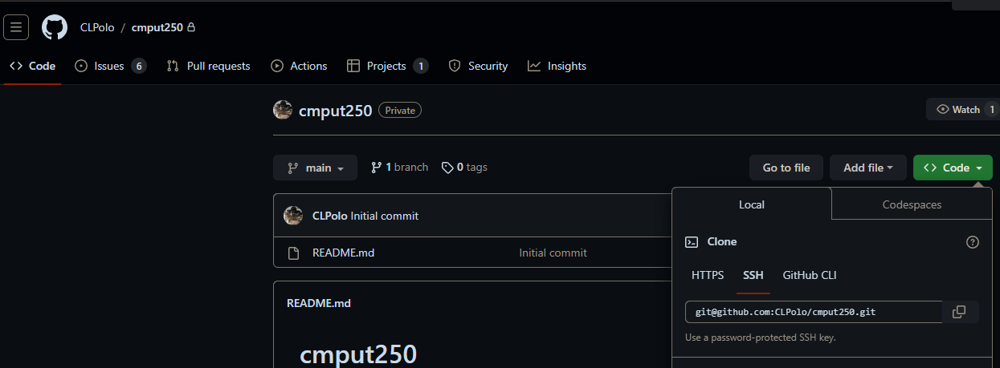 CLPolo / cmput250
Code Issues 6 Pull requests Actions Projects 1 Security Insights
cmput250 Private Watch 1
main 1 branch 0 tags Go to file Add file Code
CLPolo Initial commit
README.md Initial commit
README.md
cmput250
Local Codespaces
Clone
HTTPS SSH GitHub CLI
git@github.com:CLPolo/cmput250.git
Use a password-protected SSH key.